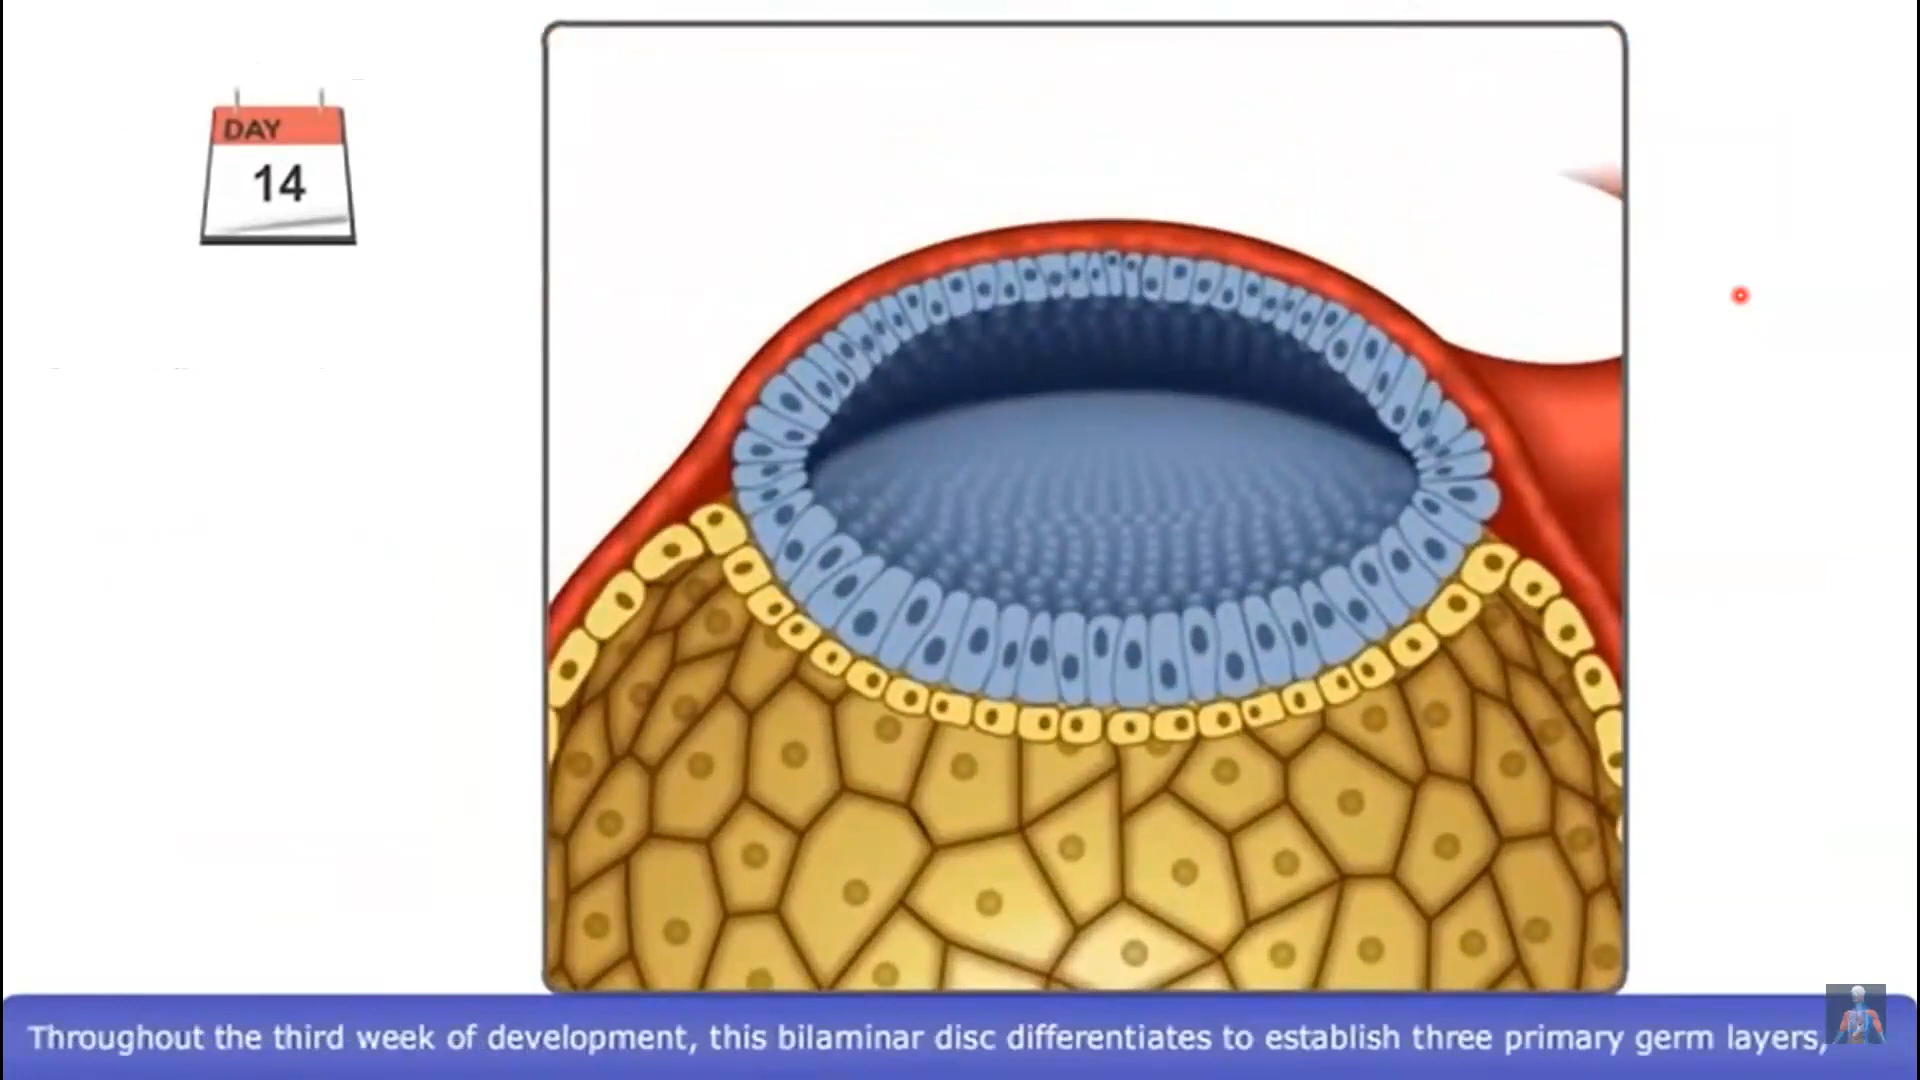 DAY
14
Throughout the third week of development, this bilaminar disc differentiates to establish three primary germ layers,